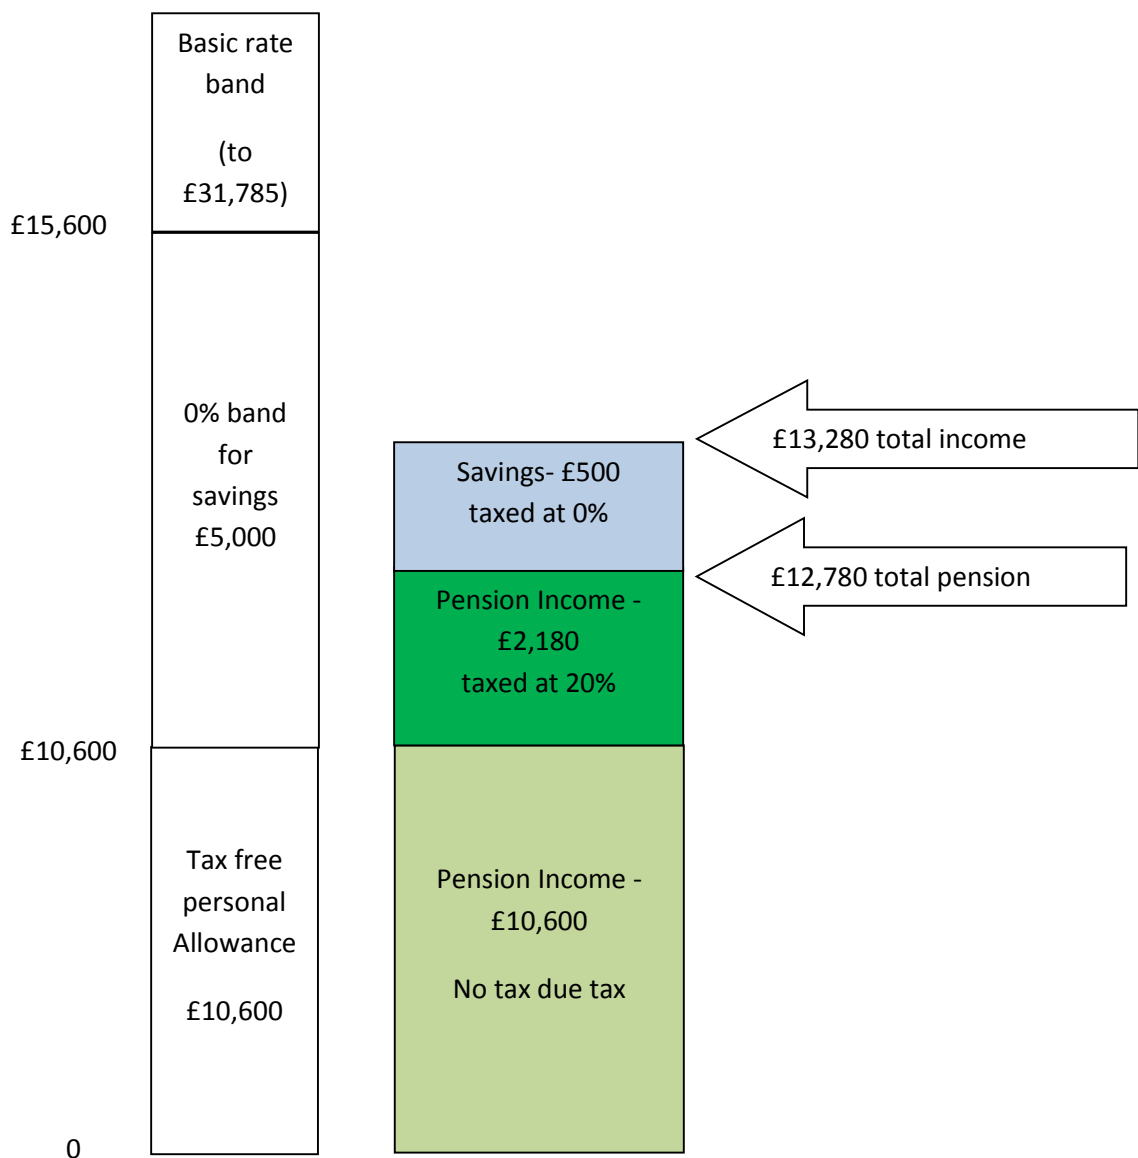 Basic rate
band
(to
£31,785)
£15,600
0% band
for
savings
£5,000
£10,600
Tax free
personal
Allowance
£10,600
0
Savings- £500
taxed at 0%
Pension Income -
£2,180
taxed at 20%
Pension Income -
£10,600
No tax due tax
£13,280 total income
£12,780 total pension